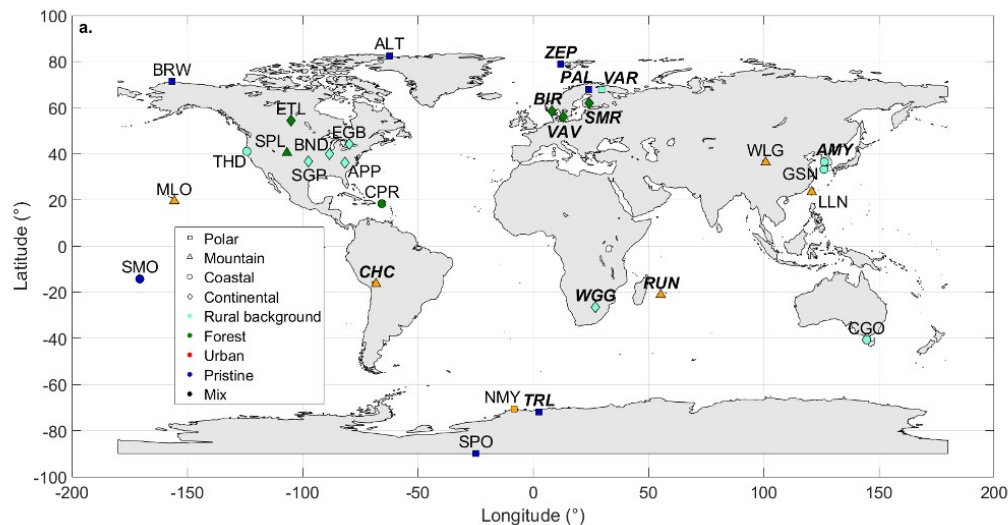 a.
100
80
60
40
20
0
-20
-40
-60
-80
-100
Latitude (°)
-200
-150
-100
-50
0
50
100
150
200
Longitude (°)
ALT
ZEP
BRW
PAL
VAR
BIR
ETL
SMR
VAV
SPL
BND
EGB
THD
WLG
AMY
SGP
APP
GSN
MLO
CPR
LLN
SMO
CHC
WGG
RUN
CGO
NMY
TRL
SPO
Polar
Mountain
Coastal
Continental
Rural background
Forest
Urban
Pristine
Mix